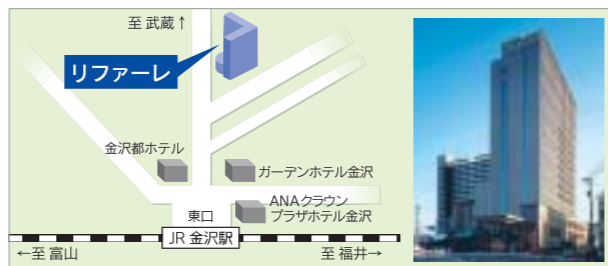 至 武蔵↑
リファーレ
金沢都ホテル
ガーデンホテル金沢
ANAクラウン
プラザホテル金沢
東口
JR 金沢駅
←至 富山
至 福井→